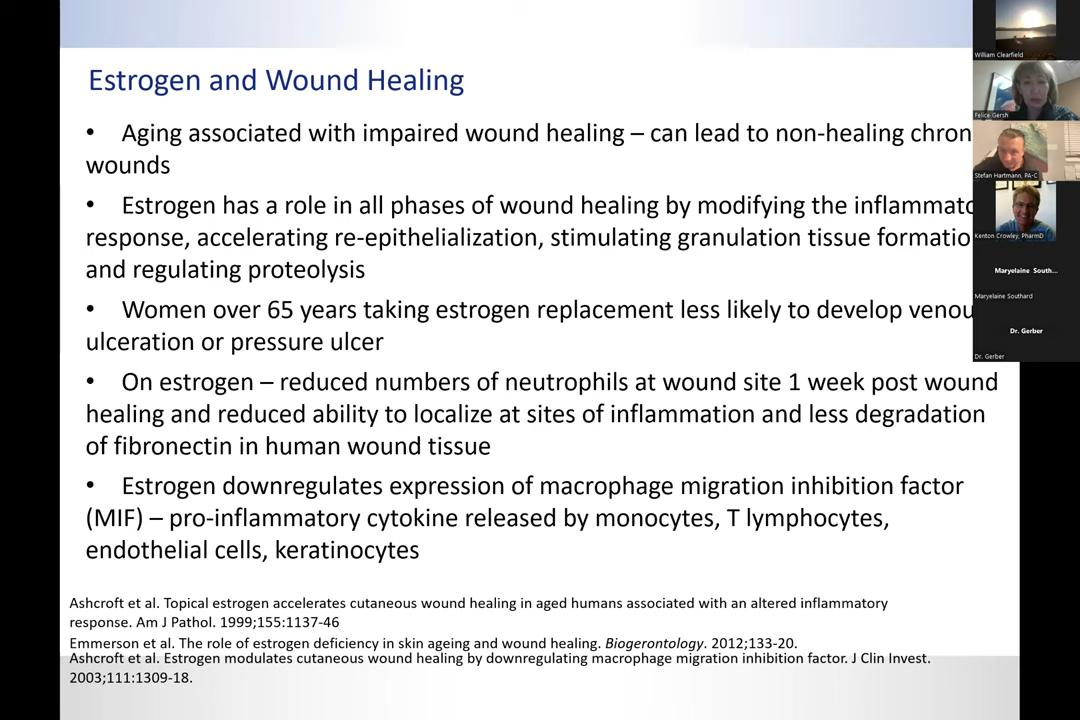 Estrogen and Wound Healing
• Aging associated with impaired wound healing – can lead to non-healing chron
wounds
• Estrogen has a role in all phases of wound healing by modifying the inflammato
response, accelerating re-epithelialization, stimulating granulation tissue formatio
and regulating proteolysis
• Women over 65 years taking estrogen replacement less likely to develop venou
ulceration or pressure ulcer
• On estrogen – reduced numbers of neutrophils at wound site 1 week post wound
healing and reduced ability to localize at sites of inflammation and less degradation
of fibronectin in human wound tissue
• Estrogen downregulates expression of macrophage migration inhibition factor
(MIF) – pro-inflammatory cytokine released by monocytes, T lymphocytes,
endothelial cells, keratinocytes
Ashcroft et al. Topical estrogen accelerates cutaneous wound healing in aged humans associated with an altered inflammatory
response. Am J Pathol. 1999;155:1137-46
Emmerson et al. The role of estrogen deficiency in skin ageing and wound healing. Biogerontology. 2012;133-20.
Ashcroft et al. Estrogen modulates cutaneous wound healing by downregulating macrophage migration inhibition factor. J Clin Invest.
2003;111:1309-18.
William Clearfield
Felice Gersh
Stefan Hartmann, PA-C
Kenton Crowley, PharmD
Maryelaine South...
Maryelaine Southard
Dr. Gerber
Dr. Gerber